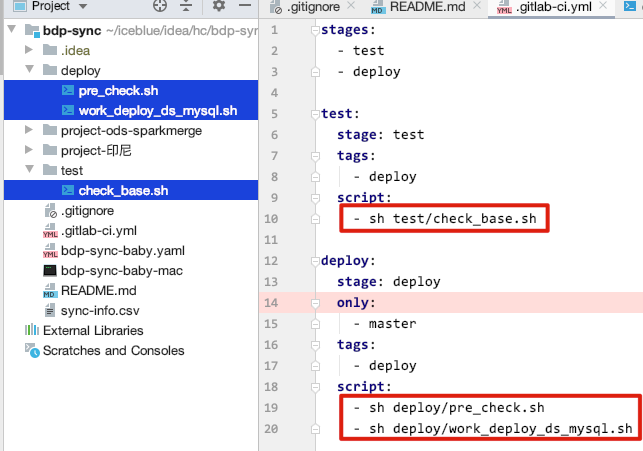 Project
bdp-sync ~/iceblue/idea/hc/bdp-syr
.idea
deploy
pre_check.sh
work_deploy_ds_mysql.sh
project-ods-sparkmerge
project-印尼
test
check_base.sh
.gitignore
.gitlab-ci.yml
bdp-sync-baby.yaml
bdp-sync-baby-mac
README.md
sync-info.csv
External Libraries
Scratches and Consoles
.gitignore
README.md
.gitlab-ci.yml
1 stages:
2 - test
3 - deploy
4
5 test:
6 stage: test
7 tags:
8 - deploy
9 script:
10 - sh test/check_base.sh
11
12 deploy:
13 stage: deploy
14 only:
15 - master
16 tags:
17 - deploy
18 script:
19 - sh deploy/pre_check.sh
20 - sh deploy/work_deploy_ds_mysql.sh